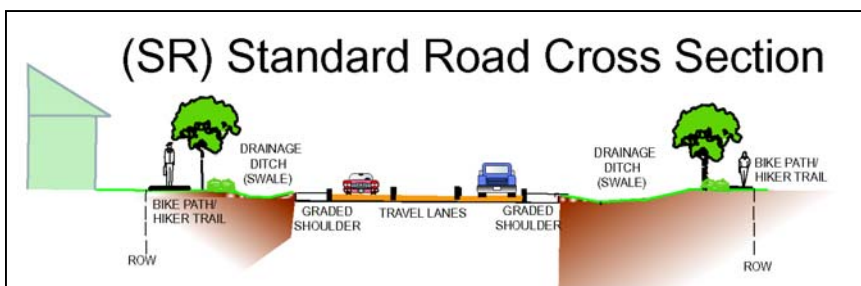 (SR) Standard Road Cross Section
DRAINAGE
DITCH
(SWALE)
DRAINAGE
DITCH
(SWALE)
BIKE PATH/
HIKER TRAIL
BIKE PATH/
HIKER TRAIL
GRADED
SHOULDER
TRAVEL LANES
GRADED
SHOULDER
ROW
ROW